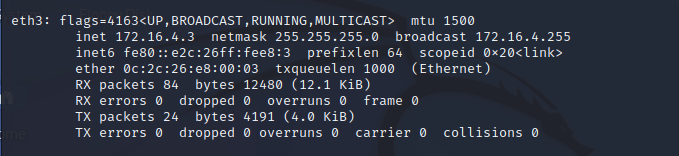 eth3: flags=4163<UP,BROADCAST,RUNNING,MULTICAST>  mtu 1500
        inet 172.16.4.3  netmask 255.255.255.0  broadcast 172.16.4.255
        inet6 fe80::e2c:26ff:fee8:3  prefixlen 64  scopeid 0×20<link>
        ether 0c:2c:26:e8:00:03  txqueuelen 1000  (Ethernet)
        RX packets 84  bytes 12480 (12.1 KiB)
        RX errors 0  dropped 0  overruns 0  frame 0
        TX packets 24  bytes 4191 (4.0 KiB)
        TX errors 0  dropped 0 overruns 0  carrier 0  collisions 0